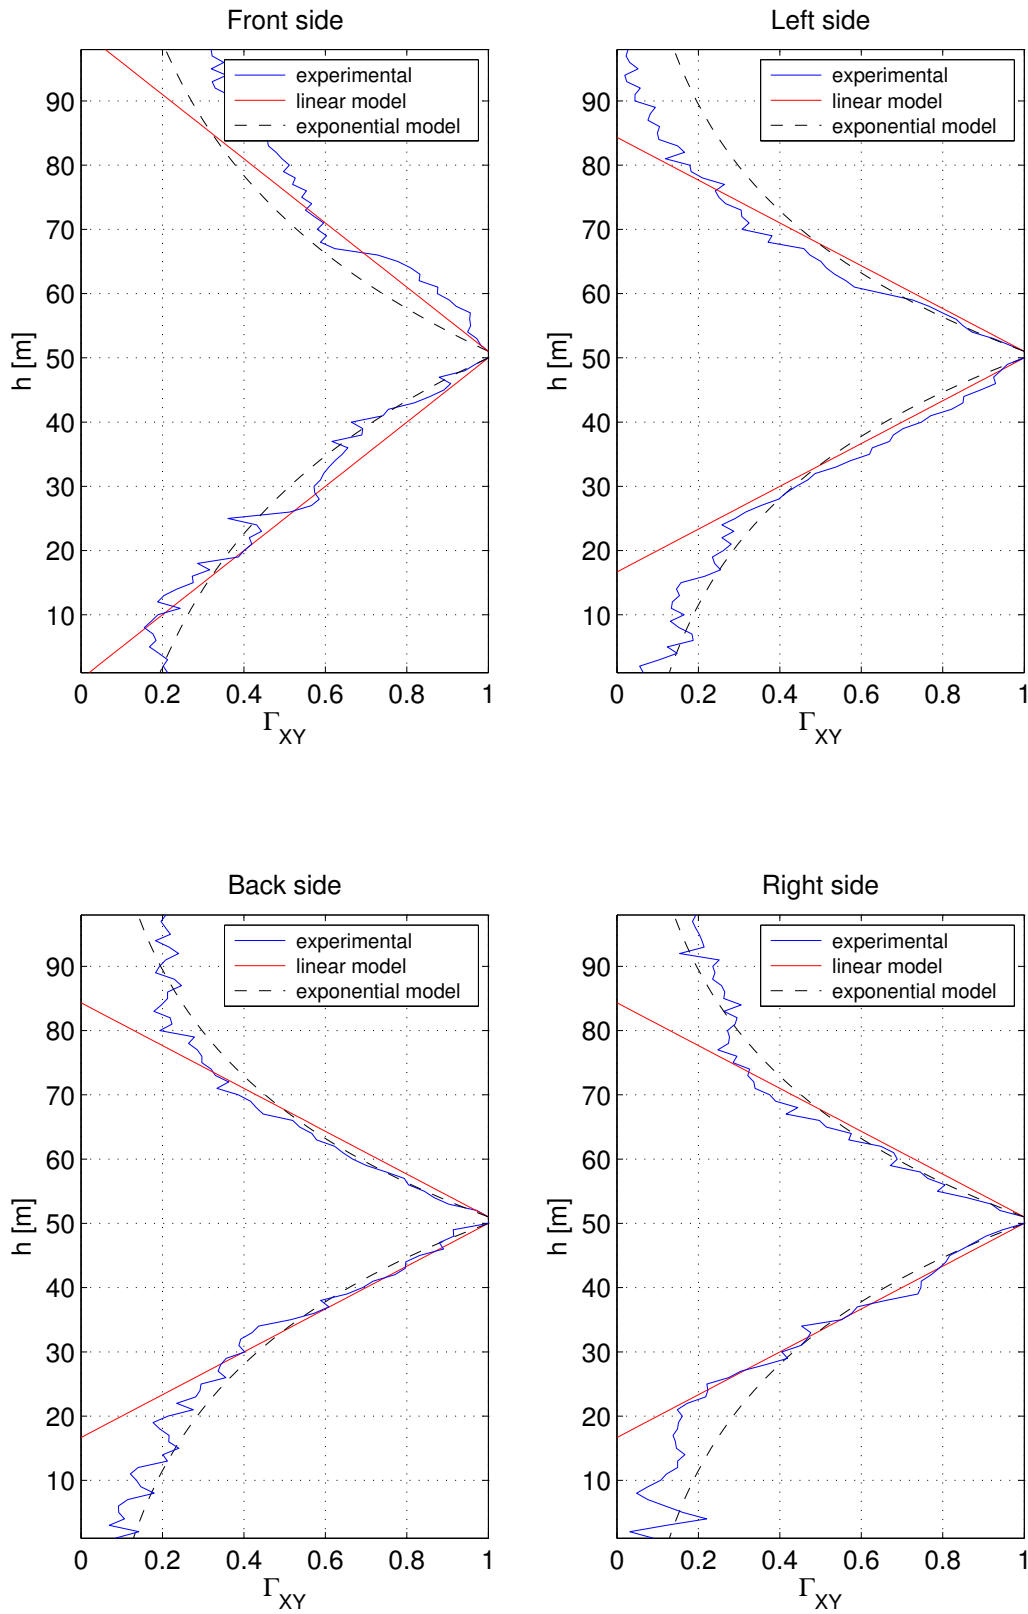 Front side
90
80
70
60
50
40
30
20
10
h [m]
experimental
linear model
exponential model
0 0.2 0.4 0.6 0.8 1
Γ_XY
Left side
90
80
70
60
50
40
30
20
10
h [m]
experimental
linear model
exponential model
0 0.2 0.4 0.6 0.8 1
Γ_XY
Back side
90
80
70
60
50
40
30
20
10
h [m]
experimental
linear model
exponential model
0 0.2 0.4 0.6 0.8 1
Γ_XY
Right side
90
80
70
60
50
40
30
20
10
h [m]
experimental
linear model
exponential model
0 0.2 0.4 0.6 0.8 1
Γ_XY